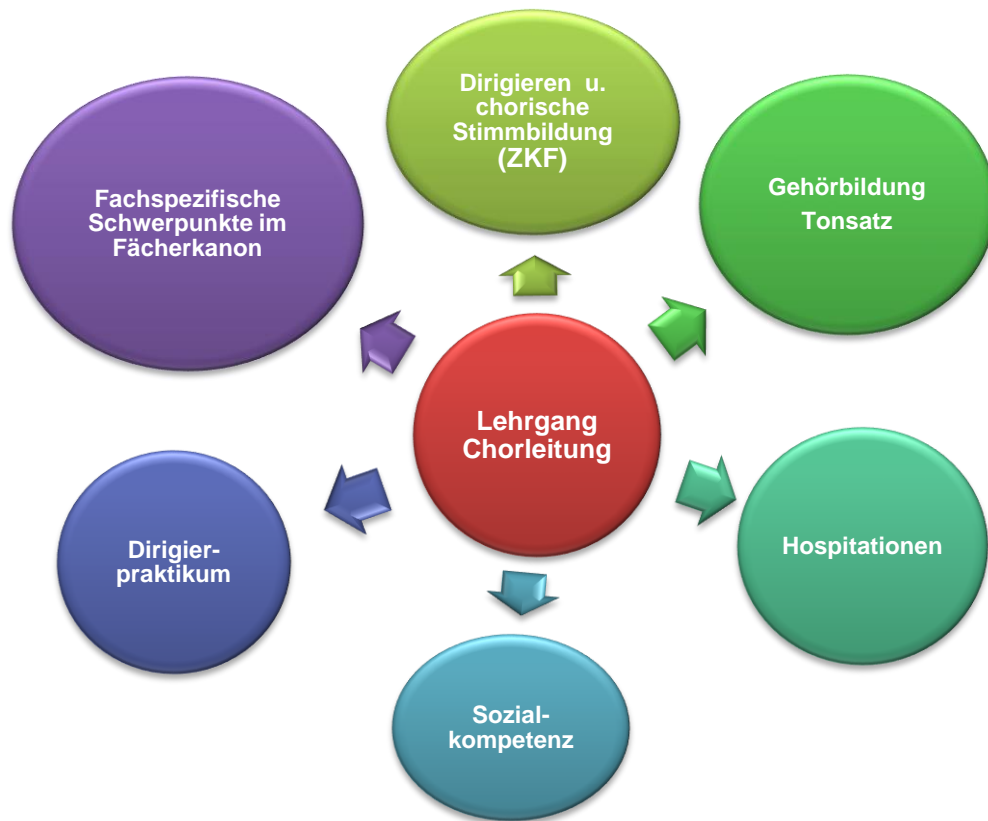 Dirigieren u.
chorische
Stimmbildung
(ZKF)
Gehörbildung
Tonsatz
Fachspezifische
Schwerpunkte im
Fächerkanon
Lehrgang
Chorleitung
Hospitationen
Dirigier-
praktikum
Sozial-
kompetenz